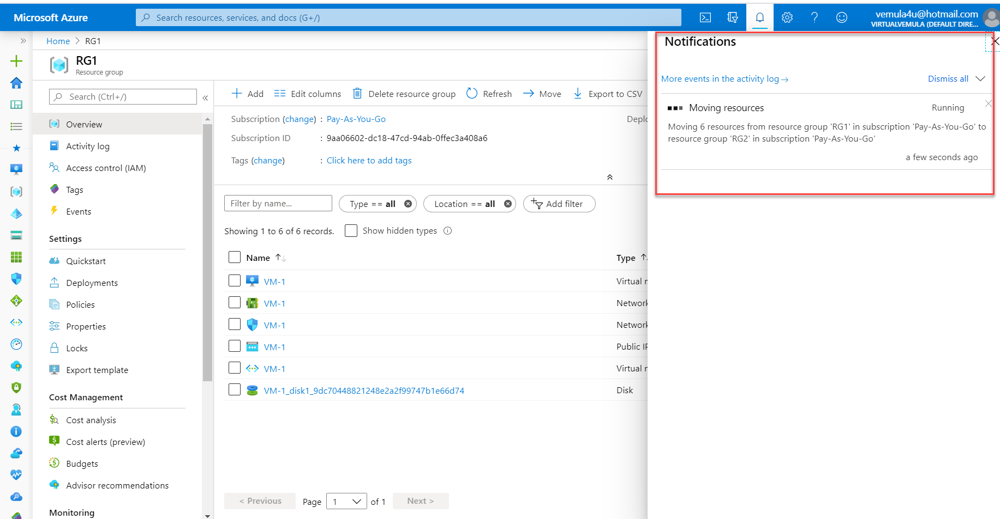 Microsoft Azure
Search resources, services, and docs (G+/)
vemula4u@hotmail.com
VIRTUALVEMULA (DEFAULT DIRE...
Home > RG1
RG1
Resource group
Search (Ctrl+/)
Overview
Activity log
Access control (IAM)
Tags
Events
Settings
Quickstart
Deployments
Policies
Properties
Locks
Export template
Cost Management
Cost analysis
Cost alerts (preview)
Budgets
Advisor recommendations
Monitoring
Add Edit columns Delete resource group Refresh Move Export to CSV
Subscription (change) : Pay-As-You-Go
Deplo
Subscription ID : 9aa06602-dc18-47cd-94ab-0ffec3a408a6
Tags (change) : Click here to add tags
Filter by name... Type == all Location == all Add filter
Showing 1 to 6 of 6 records. Show hidden types
Name Type
VM-1 Virtual m
VM-1 Network
VM-1 Network
VM-1 Public IP
VM-1 Virtual n
VM-1_disk1_9dc70448821248e2a2f99747b1e66d74 Disk
< Previous Page 1 of 1 Next >
Notifications
More events in the activity log →
Dismiss all
Moving resources Running
Moving 6 resources from resource group 'RG1' in subscription 'Pay-As-You-Go' to
resource group 'RG2' in subscription 'Pay-As-You-Go'
a few seconds ago